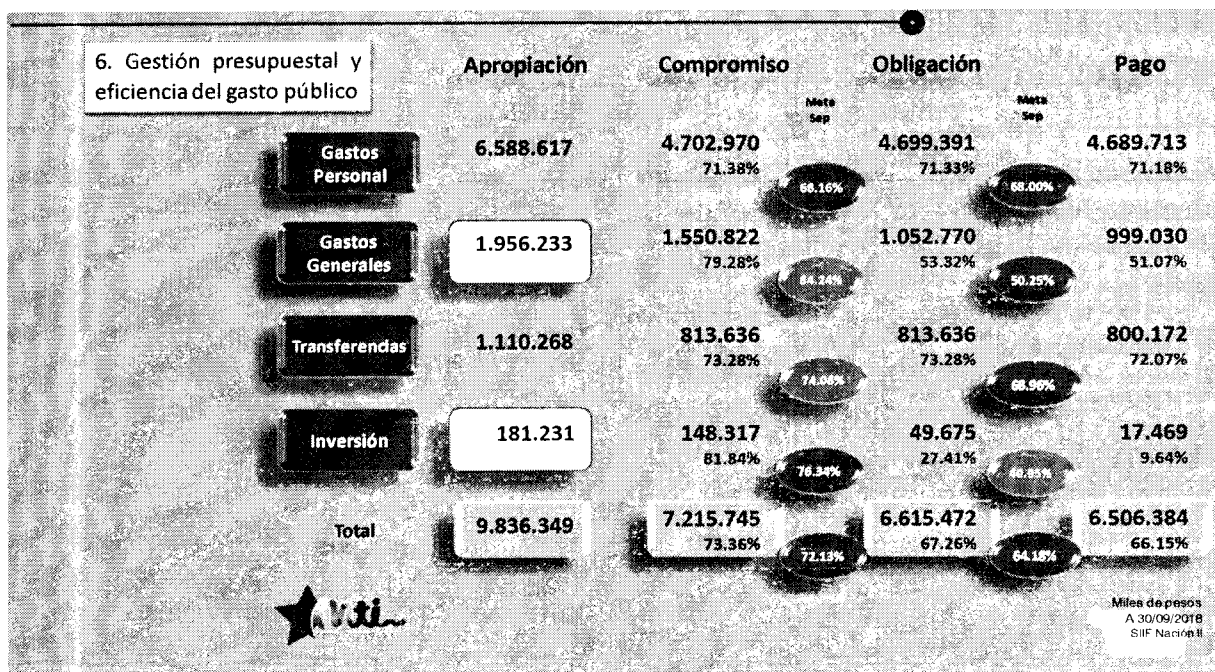 6. Gestión presupuestal y
eficiencia del gasto público
Apropiación Compromiso Obligación Pago
Meta Meta
Sep Sep
Gastos
Personal
6.588.617 4.702.970 4.699.391 4.689.713
71.38% 71.33% 71.18%
68.16% 68.00%
Gastos
Generales
1.956.233 1.550.822 1.052.770 999.030
79.28% 53.82% 51.07%
84.24% 50.25%
Transferencias 1.110.268 813.636 813.636 800.172
73.28% 73.28% 72.07%
74.06% 68.96%
Inversión 181.231 148.317 49.675 17.469
81.84% 27.41% 9.64%
76.34%
Total 9.836.349 7.215.745 6.615.472 6.506.384
73.36% 67.26% 66.15%
72.13% 64.18%
Miles de pesos
A 30/09/2018
SIIF Nación II